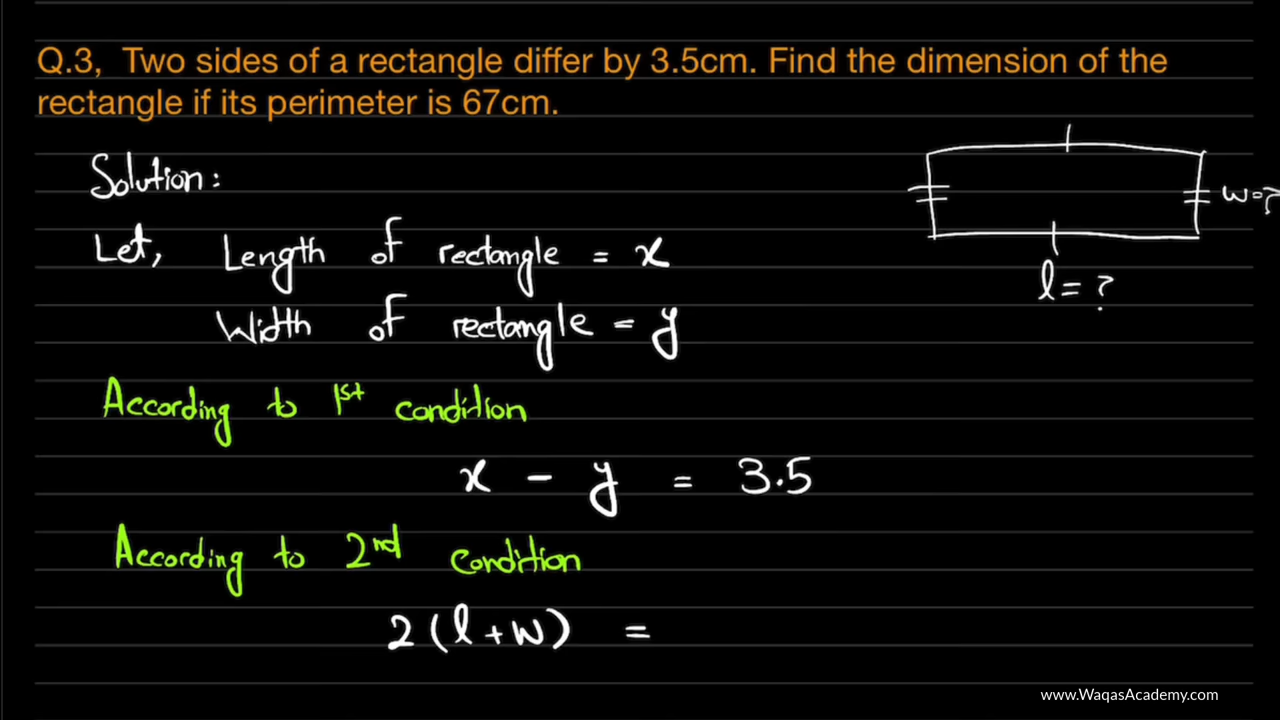 Q.3, Two sides of a rectangle differ by 3.5cm. Find the dimension of the
rectangle if its perimeter is 67cm.
Solution:
Let, Length of rectangle = x
Width of rectangle = y
w=?
l = ?
According to 1st condition
x - y = 3.5
According to 2nd condition
2 (l + w) =
www.WaqasAcademy.com